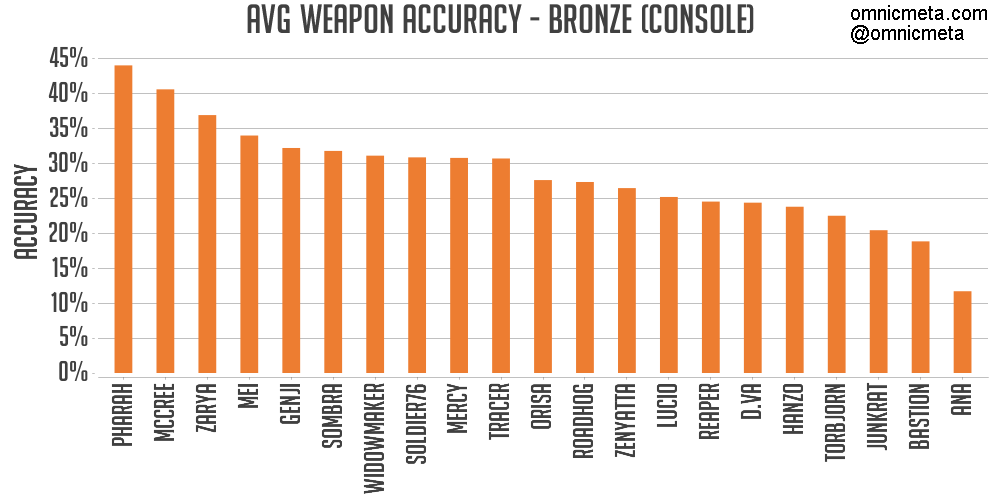 AVG WEAPON ACCURACY - BRONZE (CONSOLE)
omnicmeta.com
@omnicmeta
ACCURACY
45%
40%
35%
30%
25%
20%
15%
10%
5%
0%
PHARAH
MCCREE
ZARYA
MEI
GENJI
SOMBRA
WIDOWMAKER
SOLDIER76
MERCY
TRACER
ORISA
ROADHOG
ZENYATTA
LUCIO
REAPER
D.VA
HANZO
TORBJORN
JUNKRAT
BASTION
ANA